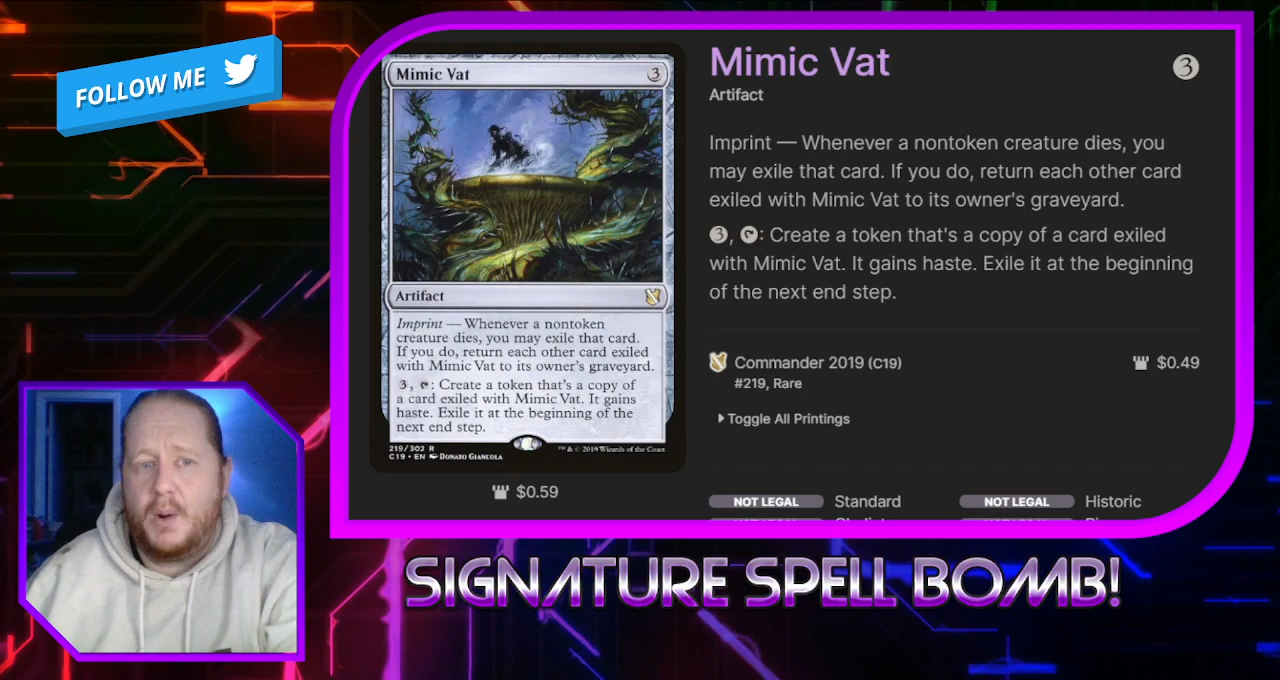 FOLLOW ME
Mimic Vat 3
Imprint — Whenever a nontoken
creature dies, you may exile that card.
If you do, return each other card exiled
with Mimic Vat to its owner's graveyard.
3, : Create a token that's a copy of
a card exiled with Mimic Vat. It gains
haste. Exile it at the beginning of the
next end step.
Artifact
219/302 R
C19 • EN DONATO GIANCOLA
™ & © 2019 Wizards of the Coast
$0.59
Mimic Vat 3
Artifact
Imprint — Whenever a nontoken creature dies, you
may exile that card. If you do, return each other card
exiled with Mimic Vat to its owner's graveyard.
3, : Create a token that's a copy of a card exiled
with Mimic Vat. It gains haste. Exile it at the beginning
of the next end step.
Commander 2019 (C19) $0.49
#219, Rare
Toggle All Printings
NOT LEGAL Standard NOT LEGAL Historic
SIGNATURE SPELL BOMB!